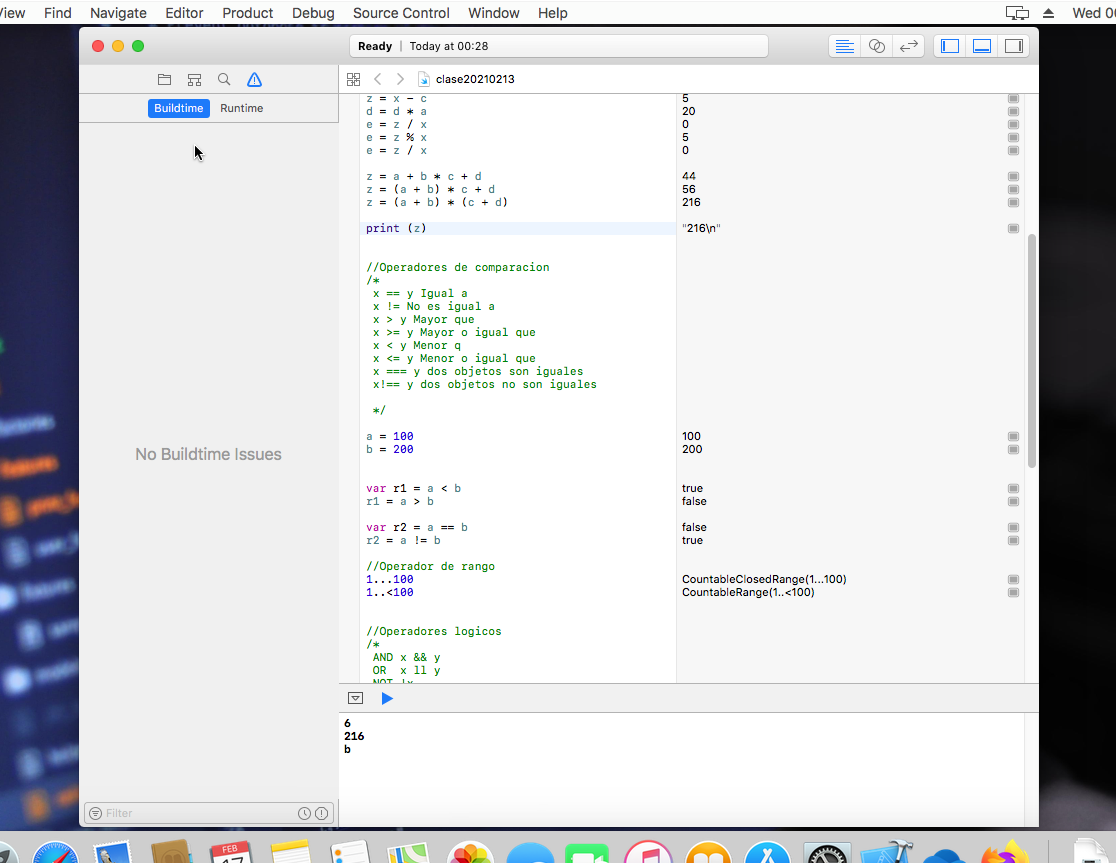 View Find Navigate Editor Product Debug Source Control Window Help Wed 0
Ready | Today at 00:28
clase20210213
Buildtime Runtime
z = x - c 5
d = d * a 20
e = z / x 0
e = z % x 5
e = z / x 0
z = a + b * c + d 44
z = (a + b) * c + d 56
z = (a + b) * (c + d) 216
print (z) "216\n"
//Operadores de comparacion
/*
x == y Igual a
x != No es igual a
x > y Mayor que
x >= y Mayor o igual que
x < y Menor q
x <= y Menor o igual que
x === y dos objetos son iguales
x!== y dos objetos no son iguales
*/
a = 100 100
b = 200 200
No Buildtime Issues
var r1 = a < b true
r1 = a > b false
var r2 = a == b false
r2 = a != b true
//Operador de rango
1...100 CountableClosedRange(1...100)
1..<100 CountableRange(1..<100)
//Operadores logicos
/*
AND x && y
OR x ll y
NOT !x
6
216
b
Filter
FEB
17